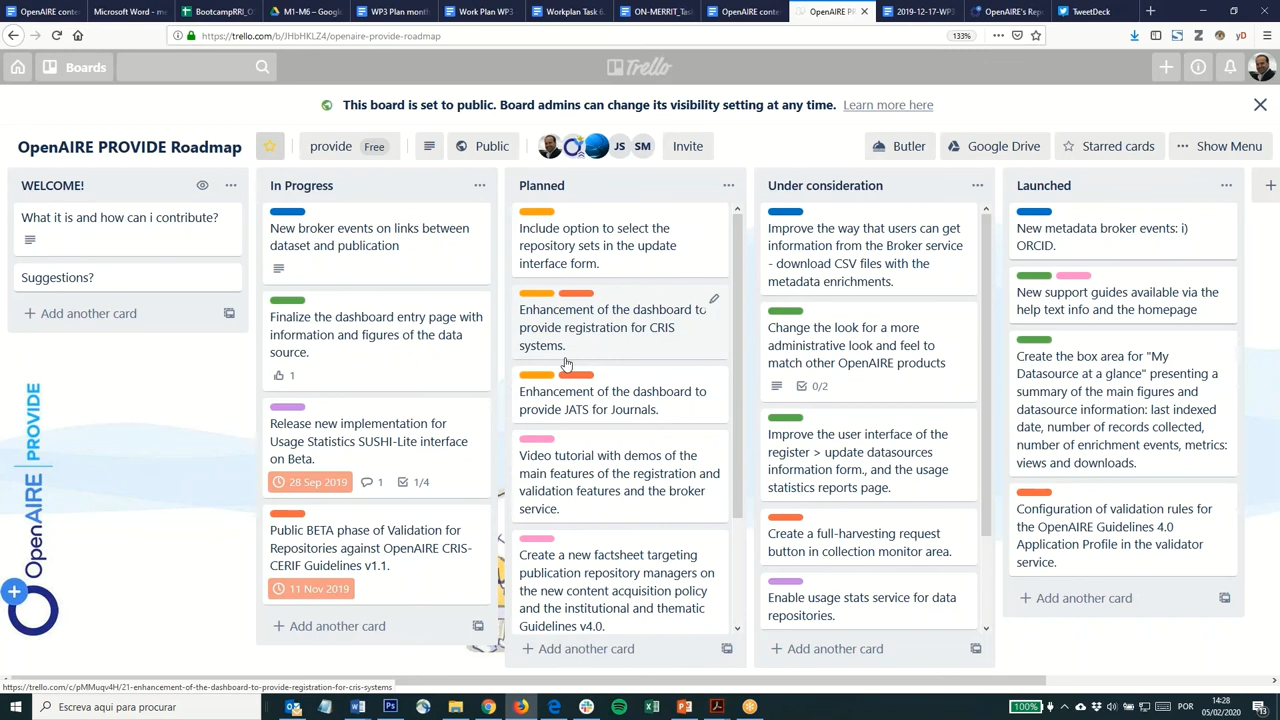 OpenAIRE conten
Microsoft Word - m
BootcampRRI_O
M1-M6 – Google
WP3 Plan month
Work Plan WP3
Workplan Task 6.
ON-MERRIT_Task
OpenAIRE conte
OpenAIRE P
2019-12-17-WP3
OpenAIRE's Rep
TweetDeck
https://trello.com/b/JHbHKLZ4/openaire-provide-roadmap
133%
Boards
Trello
This board is set to public. Board admins can change its visibility setting at any time. Learn more here
OpenAIRE PROVIDE Roadmap
provide Free
Public
JS
SM
Invite
Butler
Google Drive
Starred cards
Show Menu
WELCOME!
What it is and how can i contribute?
Suggestions?
+ Add another card
In Progress
New broker events on links between
dataset and publication
Finalize the dashboard entry page with
information and figures of the data
source.
1
Release new implementation for
Usage Statistics SUSHI-Lite interface
on Beta.
28 Sep 2019
1
1/4
Public BETA phase of Validation for
Repositories against OpenAIRE CRIS-
CERIF Guidelines v1.1.
11 Nov 2019
+ Add another card
Planned
Include option to select the
repository sets in the update
interface form.
Enhancement of the dashboard to
provide registration for CRIS
systems.
Enhancement of the dashboard to
provide JATS for Journals.
Video tutorial with demos of the
main features of the registration and
validation features and the broker
service.
Create a new factsheet targeting
publication repository managers on
the new content acquisition policy
and the institutional and thematic
Guidelines v4.0.
+ Add another card
Under consideration
Improve the way that users can get
information from the Broker service
- download CSV files with the
metadata enrichments.
Change the look for a more
administrative look and feel to
match other OpenAIRE products
0/2
Improve the user interface of the
register > update datasources
information form., and the usage
statistics reports page.
Create a full-harvesting request
button in collection monitor area.
Enable usage stats service for data
repositories.
+ Add another card
Launched
New metadata broker events: i)
ORCID.
New support guides available via the
help text info and the homepage
Create the box area for "My
Datasource at a glance" presenting a
summary of the main figures and
datasource information: last indexed
date, number of records collected,
number of enrichment events, metrics:
views and downloads.
Configuration of validation rules for
the OpenAIRE Guidelines 4.0
Application Profile in the validator
service.
+ Add another card
OpenAIRE | PROVIDE
https://trello.com/c/pMMuqv4H/21-enhancement-of-the-dashboard-to-provide-registration-for-cris-systems
Escreva aqui para procurar
100%
POR
14:28
05/02/2020